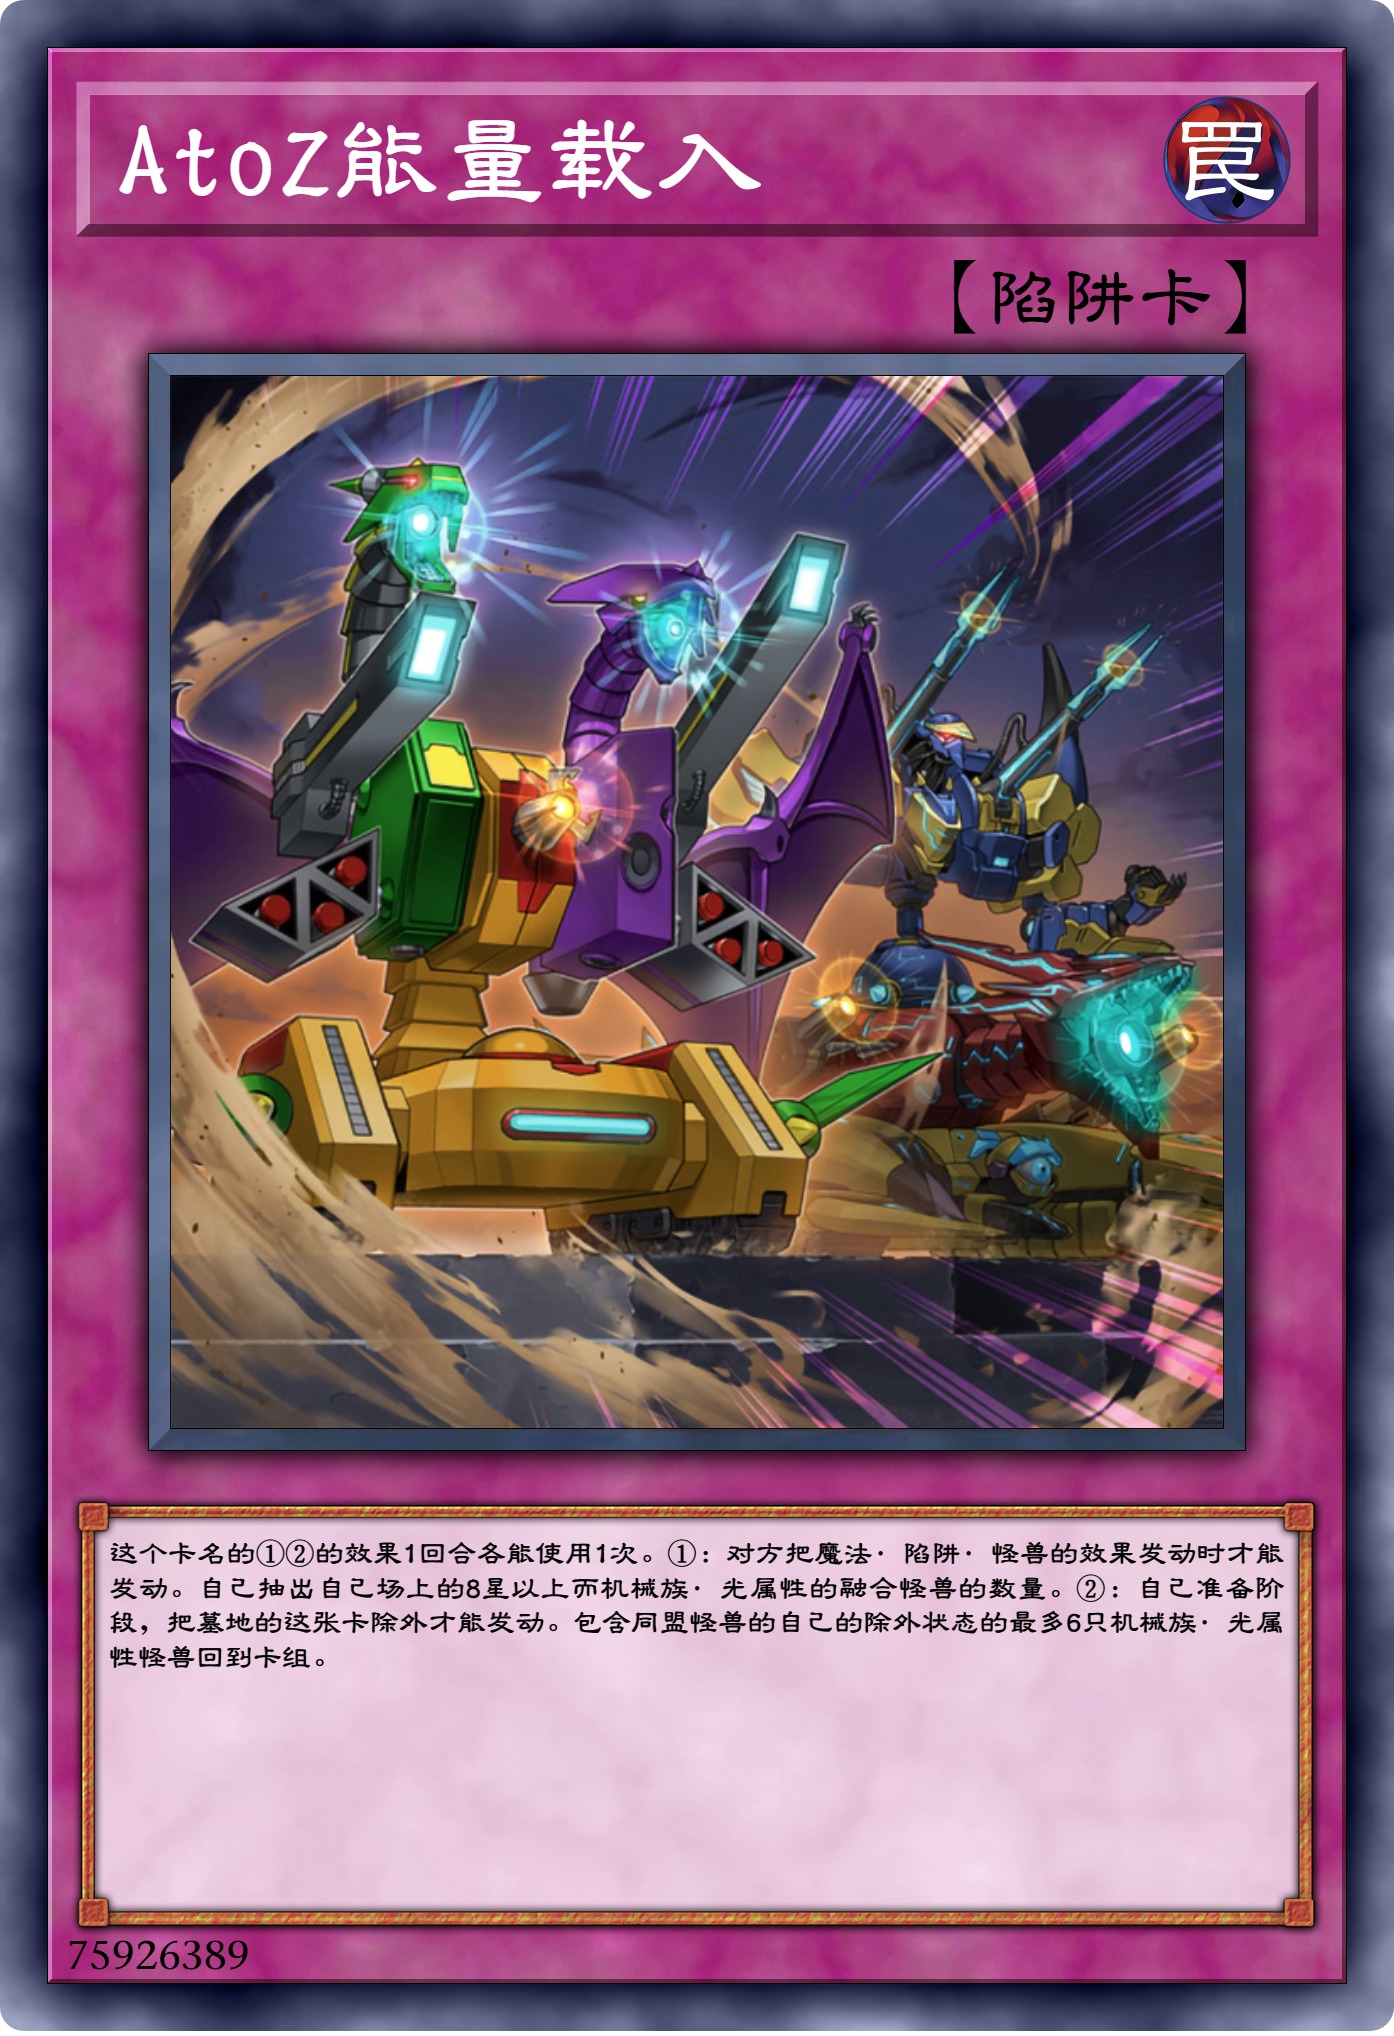 AtoZ能量载入
罠
【陷阱卡】
这个卡名的①②的效果1回合各能使用1次。①：对方把魔法·陷阱·怪兽的效果发动时才能
发动。自己抽出自己场上的8星以上而机械族·光属性的融合怪兽的数量。②：自己准备阶
段，把墓地的这张卡除外才能发动。包含同盟怪兽的自己的除外状态的最多6只机械族·光属
性怪兽回到卡组。
75926389